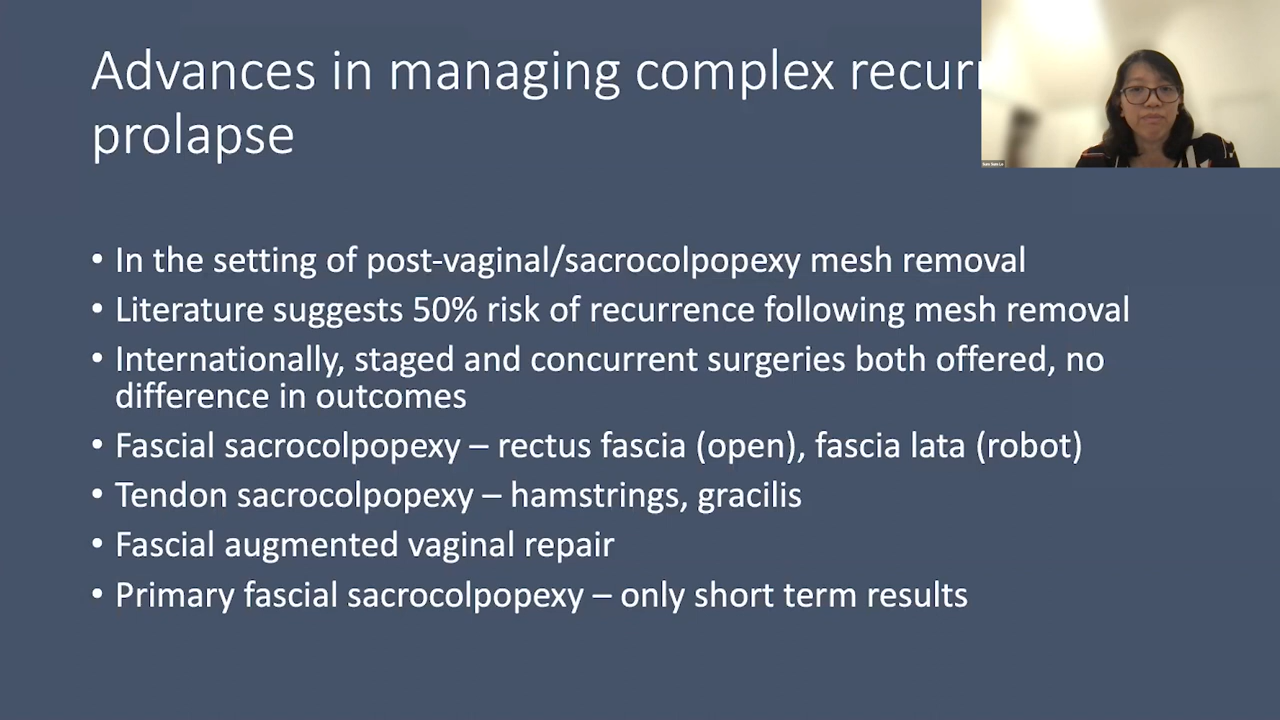 Advances in managing complex recurr
prolapse
• In the setting of post-vaginal/sacrocolpopexy mesh removal
• Literature suggests 50% risk of recurrence following mesh removal
• Internationally, staged and concurrent surgeries both offered, no
difference in outcomes
• Fascial sacrocolpopexy – rectus fascia (open), fascia lata (robot)
• Tendon sacrocolpopexy – hamstrings, gracilis
• Fascial augmented vaginal repair
• Primary fascial sacrocolpopexy – only short term results